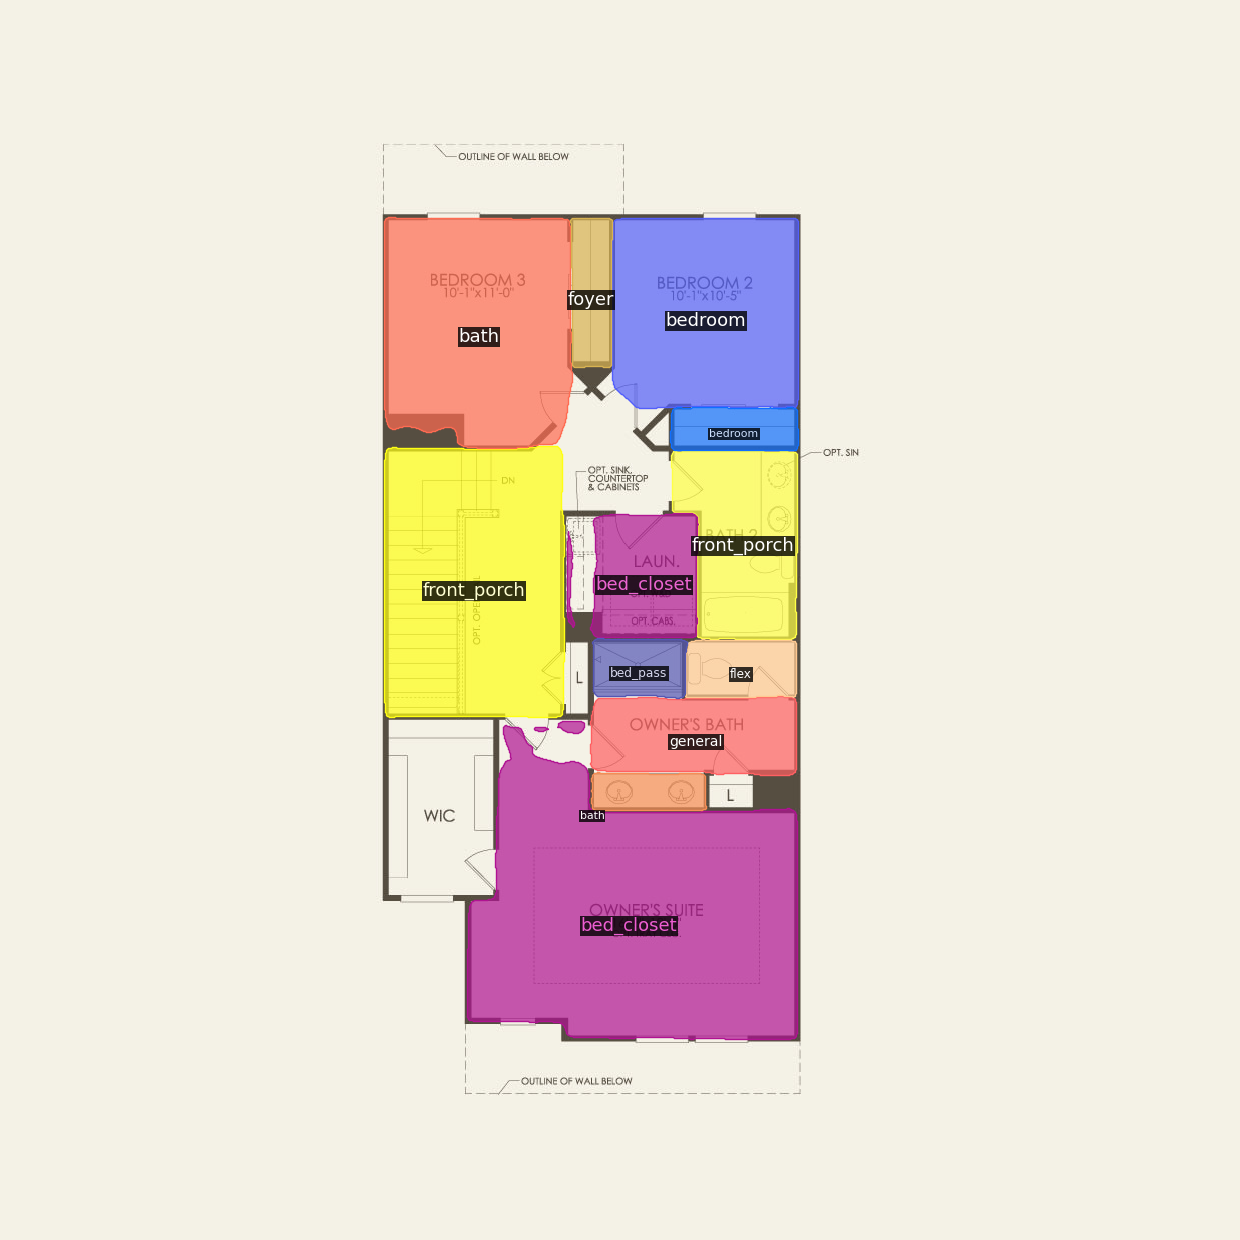 OUTLINE OF WALL BELOW
BEDROOM 3
10'-1"x11'-0"
BEDROOM 2
10'-1"x10'-5"
foyer
bedroom
bath
bedroom
OPT. SIN
OPT. SINK,
COUNTERTOP
& CABINETS
DN
BATH 2
front_porch
LAUN.
bed_closet
front_porch
OPT. CABS.
bed_pass
flex
L
OWNER'S BATH
general
L
WIC
bath
OWNER'S SUITE
bed_closet
OUTLINE OF WALL BELOW